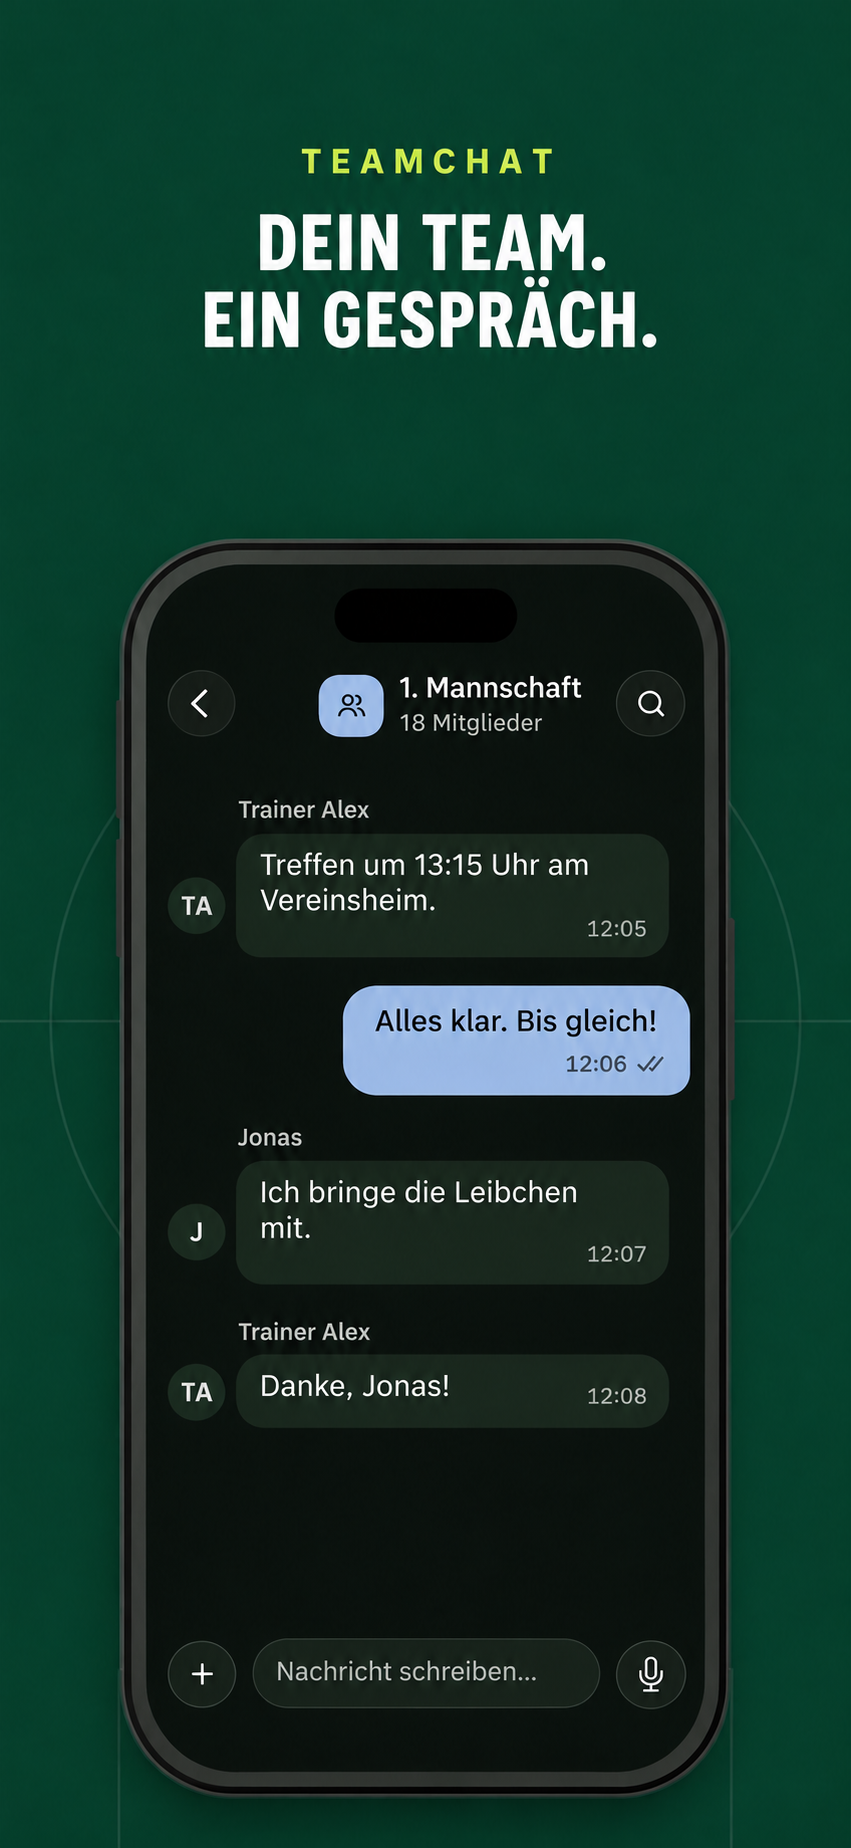 TEAMCHAT
DEIN TEAM.
EIN GESPRÄCH.
1. Mannschaft
18 Mitglieder
Trainer Alex
Treffen um 13:15 Uhr am
Vereinsheim.
12:05
TA
Alles klar. Bis gleich!
12:06
Jonas
Ich bringe die Leibchen
mit.
12:07
J
Trainer Alex
TA
Danke, Jonas!
12:08
Nachricht schreiben...